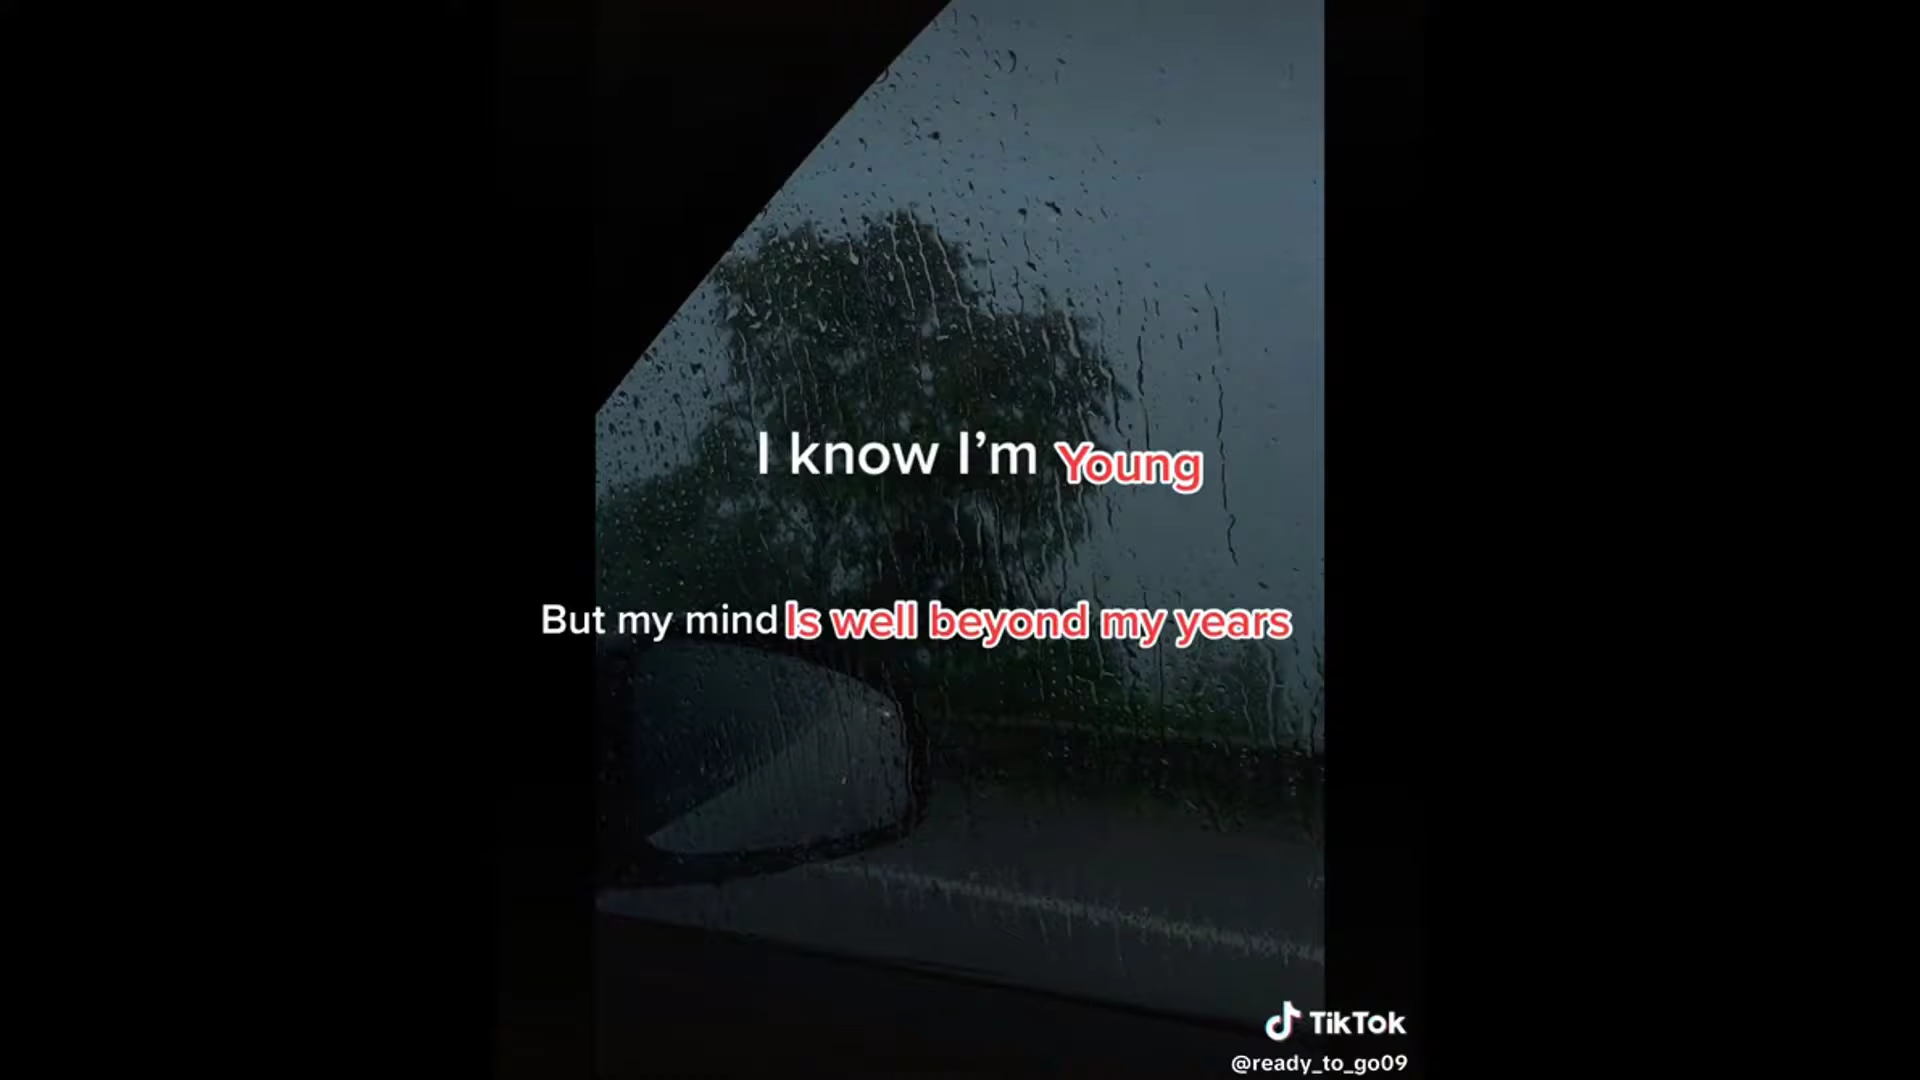 I know I’m Young
But my mind Is well beyond my years
TikTok
@ready_to_go09